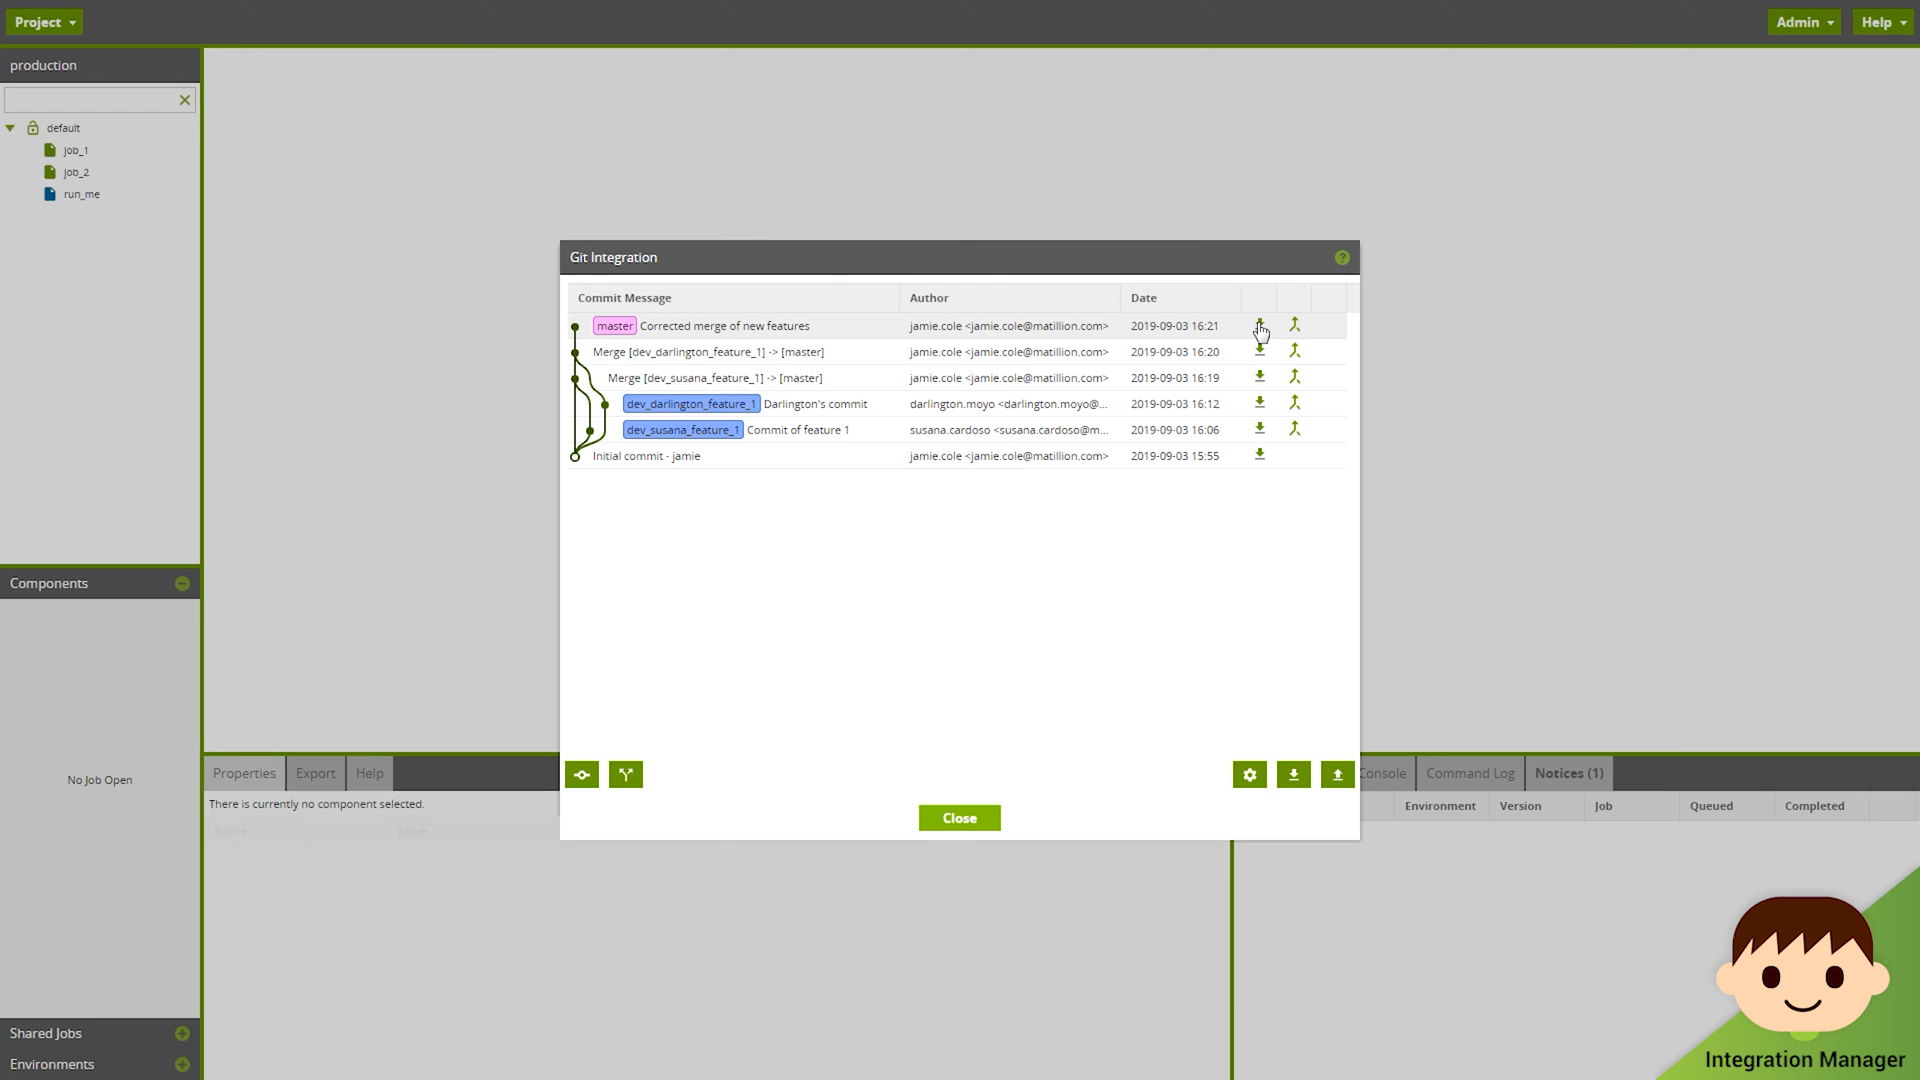 Project
Admin
Help
production
default
job_1
job_2
run_me
Git Integration
Commit Message Author Date
master Corrected merge of new features jamie.cole <jamie.cole@matillion.com> 2019-09-03 16:21
Merge [dev_darlington_feature_1] -> [master] jamie.cole <jamie.cole@matillion.com> 2019-09-03 16:20
Merge [dev_susana_feature_1] -> [master] jamie.cole <jamie.cole@matillion.com> 2019-09-03 16:19
dev_darlington_feature_1 Darlington's commit darlington.moyo <darlington.moyo@... 2019-09-03 16:12
dev_susana_feature_1 Commit of feature 1 susana.cardoso <susana.cardoso@m... 2019-09-03 16:06
Initial commit - jamie jamie.cole <jamie.cole@matillion.com> 2019-09-03 15:55
Close
Components
No Job Open
Shared Jobs
Environments
Properties Export Help
There is currently no component selected.
Name Value
Console Command Log Notices (1)
Environment Version Job Queued Completed
Integration Manager